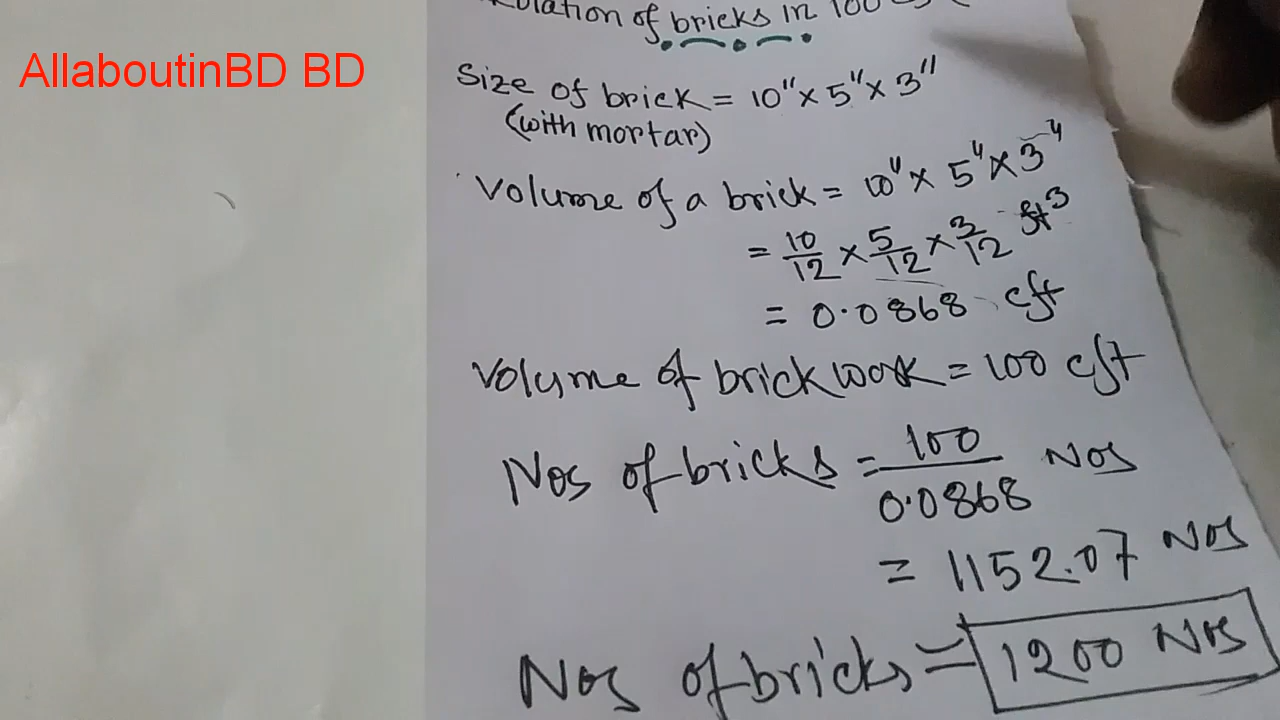 AllaboutinBD BD
of bricks in 100
Size of brick = 10" x 5" x 3"
(with mortar)
Volume of a brick = 10" x 5" x 3"
= 10/12 x 5/12 x 3/12 ft³
= 0.0868 cft
Volume of brick work = 100 cft
Nos of bricks = 100/0.0868 Nos
= 1152.07 Nos
Nos of bricks = 1200 Nos